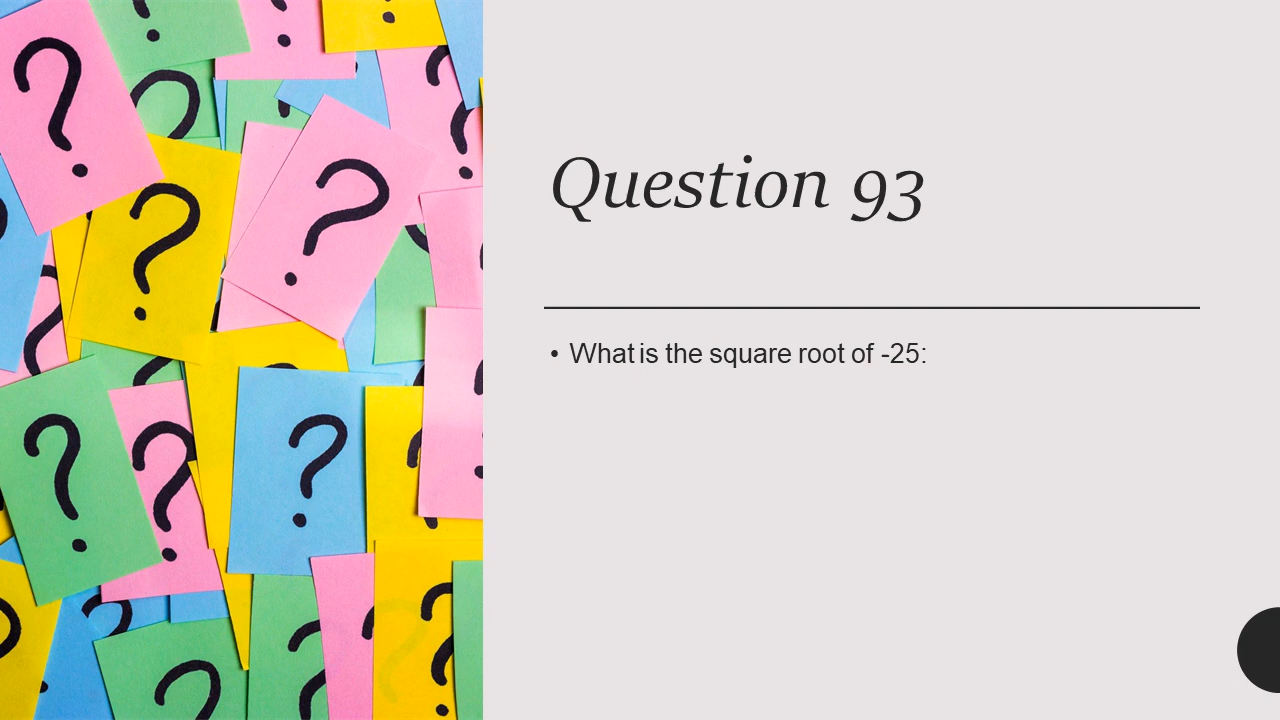 Question 93
• What is the square root of -25: